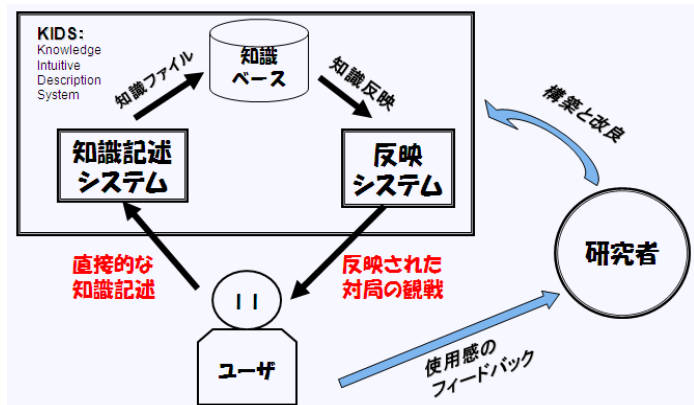 KIDS:
Knowledge
Intuitive
Description
System
知識ファイル
知識
ベース
知識反映
構築と改良
知識記述
システム
反映
システム
研究者
直接的な
知識記述
反映された
対局の観戦
ユーザ
使用感の
フィードバック